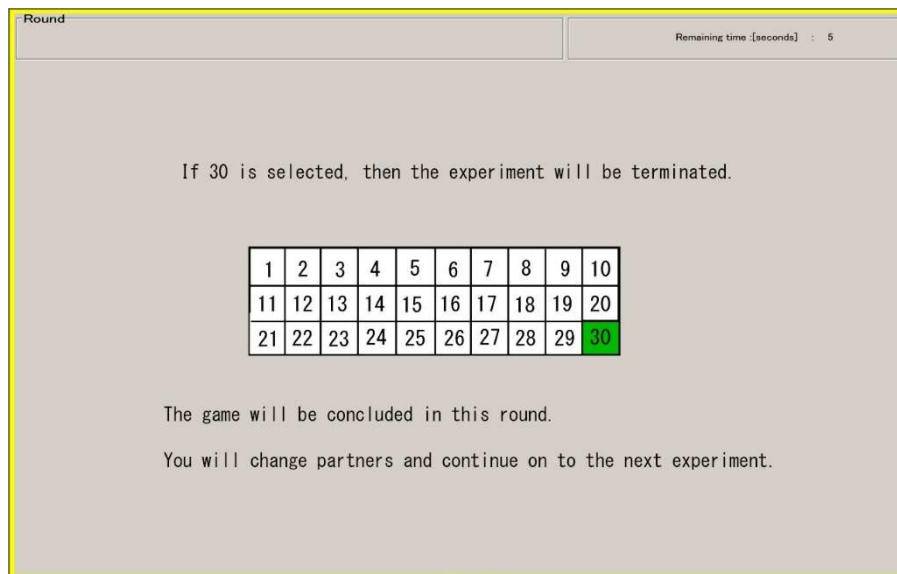 Round
Remaining time :[seconds] : 5
If 30 is selected, then the experiment will be terminated.
1 2 3 4 5 6 7 8 9 10
11 12 13 14 15 16 17 18 19 20
21 22 23 24 25 26 27 28 29 30
The game will be concluded in this round.
You will change partners and continue on to the next experiment.